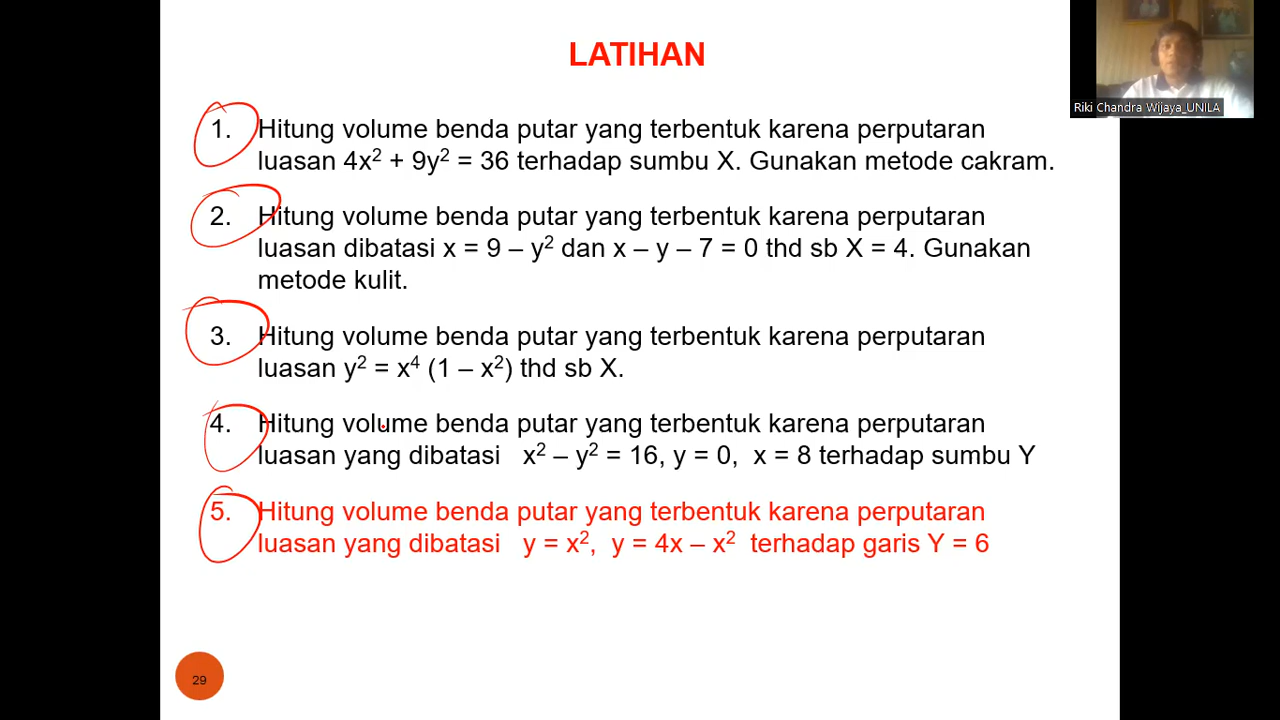 LATIHAN
Riki Chandra Wijaya_UNILA
1. Hitung volume benda putar yang terbentuk karena perputaran
luasan 4x² + 9y² = 36 terhadap sumbu X. Gunakan metode cakram.
2. Hitung volume benda putar yang terbentuk karena perputaran
luasan dibatasi x = 9 – y² dan x – y – 7 = 0 thd sb X = 4. Gunakan
metode kulit.
3. Hitung volume benda putar yang terbentuk karena perputaran
luasan y² = x⁴ (1 – x²) thd sb X.
4. Hitung volume benda putar yang terbentuk karena perputaran
luasan yang dibatasi x² – y² = 16, y = 0, x = 8 terhadap sumbu Y
5. Hitung volume benda putar yang terbentuk karena perputaran
luasan yang dibatasi y = x², y = 4x – x² terhadap garis Y = 6
29